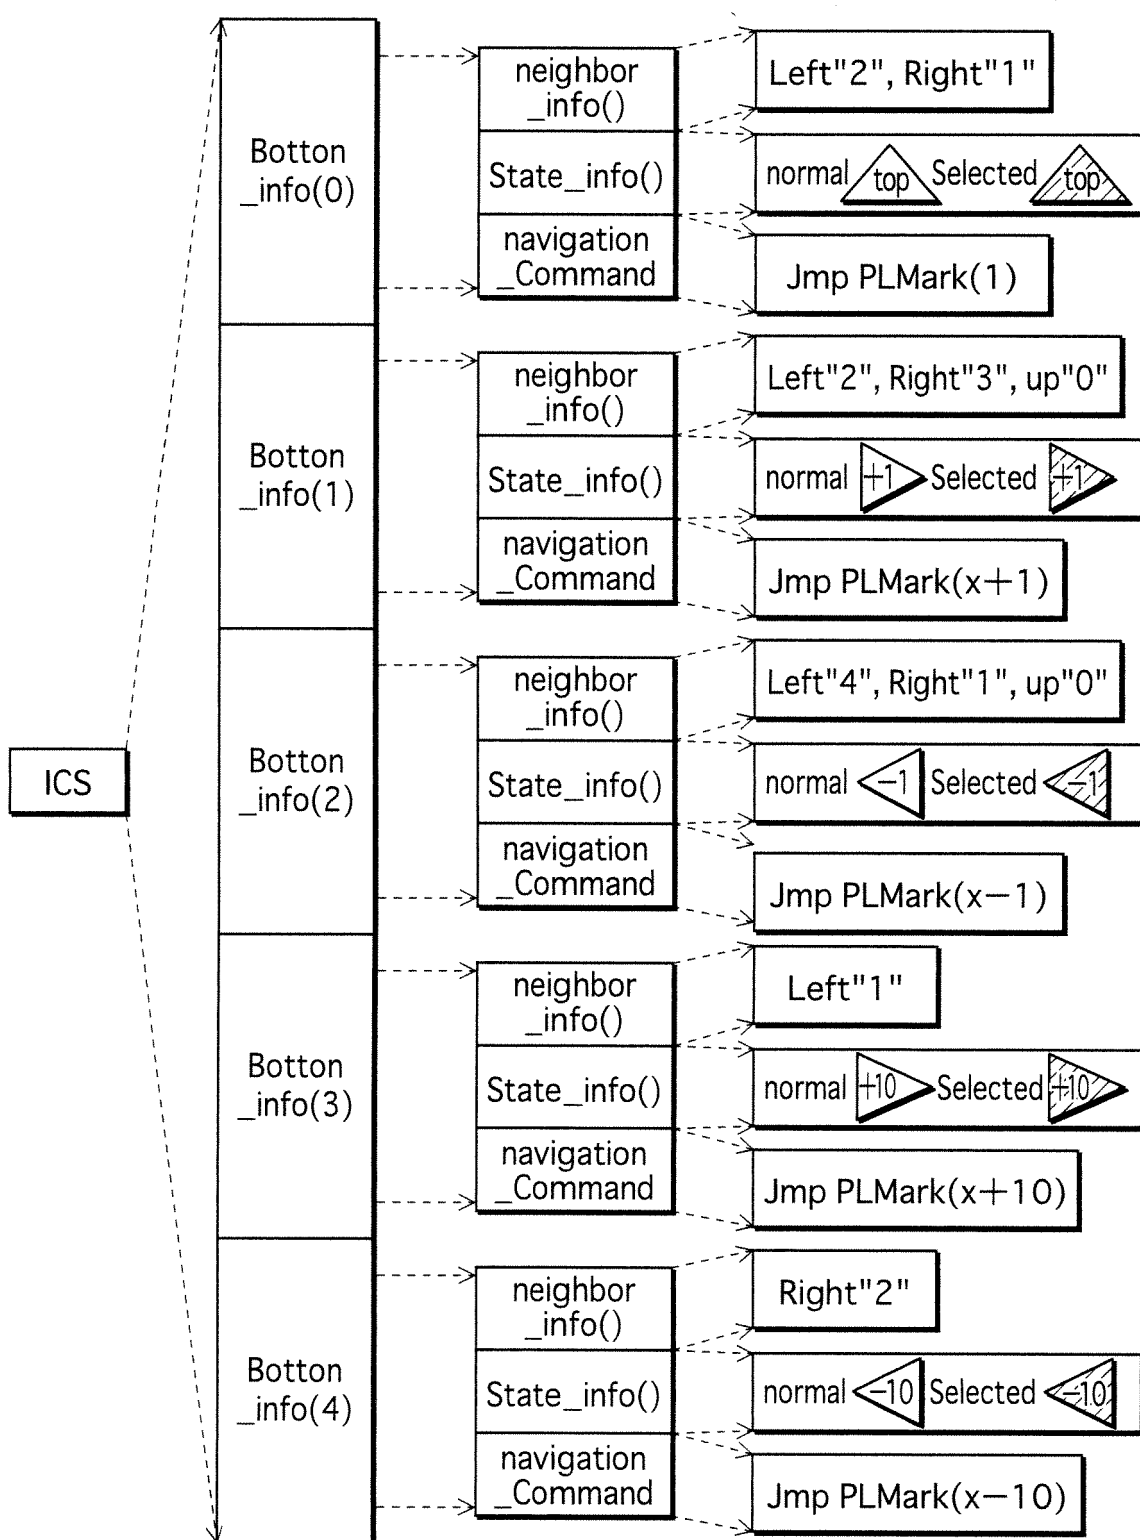 ICS
Botton
_info(0)
neighbor
_info()
Left"2", Right"1"
State_info()
normal top Selected top
navigation
_Command
Jmp PLMark(1)
Botton
_info(1)
neighbor
_info()
Left"2", Right"3", up"0"
State_info()
normal +1 Selected +1
navigation
_Command
Jmp PLMark(x+1)
Botton
_info(2)
neighbor
_info()
Left"4", Right"1", up"0"
State_info()
normal −1 Selected −1
navigation
_Command
Jmp PLMark(x−1)
Botton
_info(3)
neighbor
_info()
Left"1"
State_info()
normal +10 Selected +10
navigation
_Command
Jmp PLMark(x+10)
Botton
_info(4)
neighbor
_info()
Right"2"
State_info()
normal −10 Selected −10
navigation
_Command
Jmp PLMark(x−10)